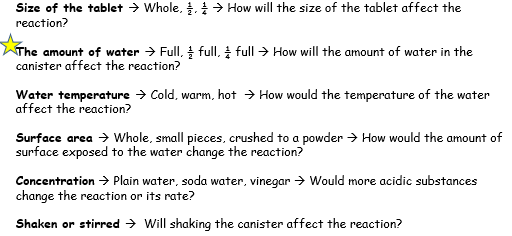 Size of the tablet → Whole, ½, ¼ → How will the size of the tablet affect the
reaction?
The amount of water → Full, ½ full, ¼ full → How will the amount of water in the
canister affect the reaction?
Water temperature → Cold, warm, hot → How would the temperature of the water
affect the reaction?
Surface area → Whole, small pieces, crushed to a powder → How would the amount of
surface exposed to the water change the reaction?
Concentration → Plain water, soda water, vinegar → Would more acidic substances
change the reaction or its rate?
Shaken or stirred → Will shaking the canister affect the reaction?